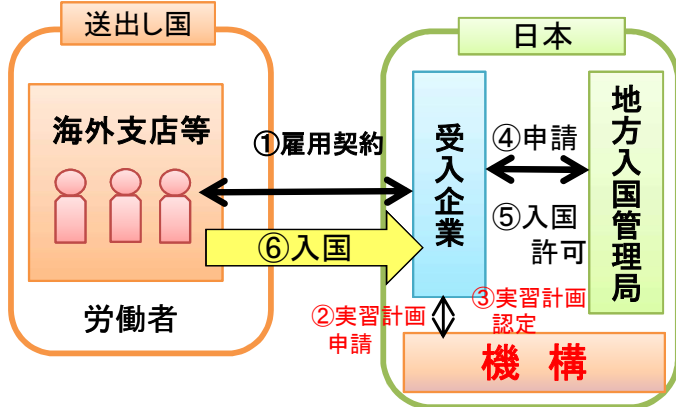 送出し国
日本
海外支店等
労働者
①雇用契約
⑥入国
受入企業
④申請
⑤入国
許可
地方入国管理局
②実習計画
申請
③実習計画
認定
機 構